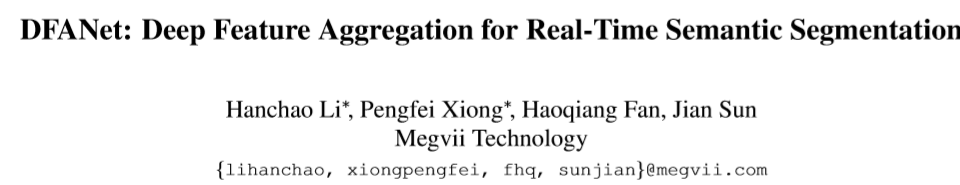 DFANet: Deep Feature Aggregation for Real-Time Semantic Segmentation
Hanchao Li*, Pengfei Xiong*, Haoqiang Fan, Jian Sun
Megvii Technology
{lihanchao, xiongpengfei, fhq, sunjian}@megvii.com